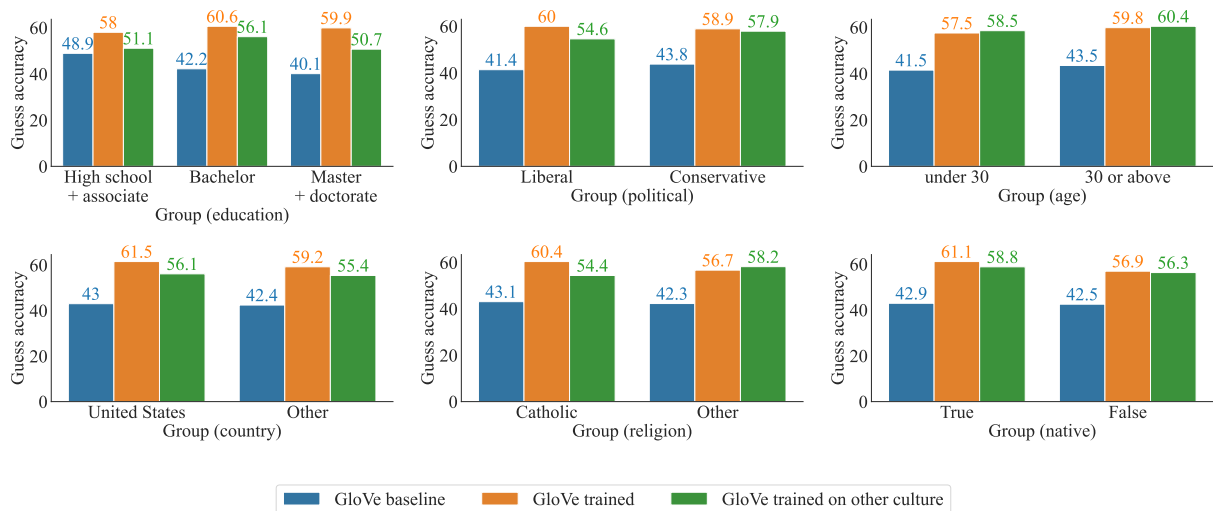 Guess accuracy
60
40
20
0
48.9
58
51.1
42.2
60.6
56.1
40.1
59.9
50.7
High school
+ associate
Bachelor
Master
+ doctorate
Group (education)
Guess accuracy
60
40
20
0
41.4
60
54.6
43.8
58.9
57.9
Liberal
Conservative
Group (political)
Guess accuracy
60
40
20
0
41.5
57.5
58.5
43.5
59.8
60.4
under 30
30 or above
Group (age)
Guess accuracy
60
40
20
0
43
61.5
56.1
42.4
59.2
55.4
United States
Other
Group (country)
Guess accuracy
60
40
20
0
43.1
60.4
54.4
42.3
56.7
58.2
Catholic
Other
Group (religion)
Guess accuracy
60
40
20
0
42.9
61.1
58.8
42.5
56.9
56.3
True
False
Group (native)
GloVe baseline
GloVe trained
GloVe trained on other culture